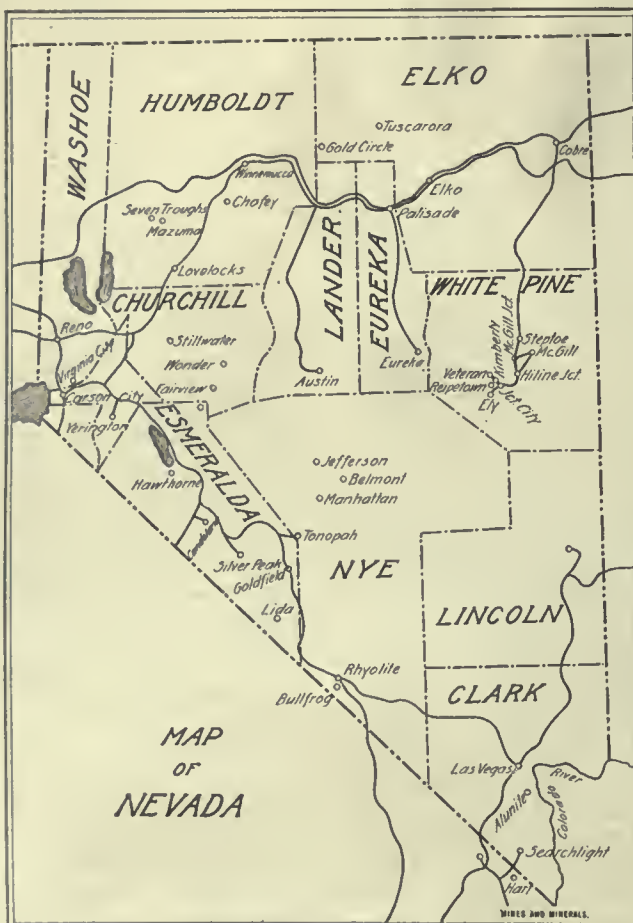 ELKO
HUMBOLDT
WASHOE
Tuscarora
Gold Circle
Cobre
Winnemucca
Elko
Chafey
Seven Troughs
Mazuma
Palisade
LANDER.
EUREKA
Lovelocks
WHITE PINE
CHURCHILL
Reno
Stillwater
Steptoe
McGill Jct.
McGill
Kimberly
Wonder
Virginia City
Austin
Eureka
Veteran
Hiline Jct.
Reipetown
Jct. City
Ely
Fairview
Carson City
Yerington
ESMERALDA
Jefferson
Belmont
Manhattan
Hawthorne
Candelaria
Tonopah
Silver Peak
Goldfield
NYE
Lida
LINCOLN
Rhyolite
Bullfrog
CLARK
MAP
OF
NEVADA
Las Vegas
River
Colorado
Alunite
Searchlight
Hart
MINES AND MINERALS.